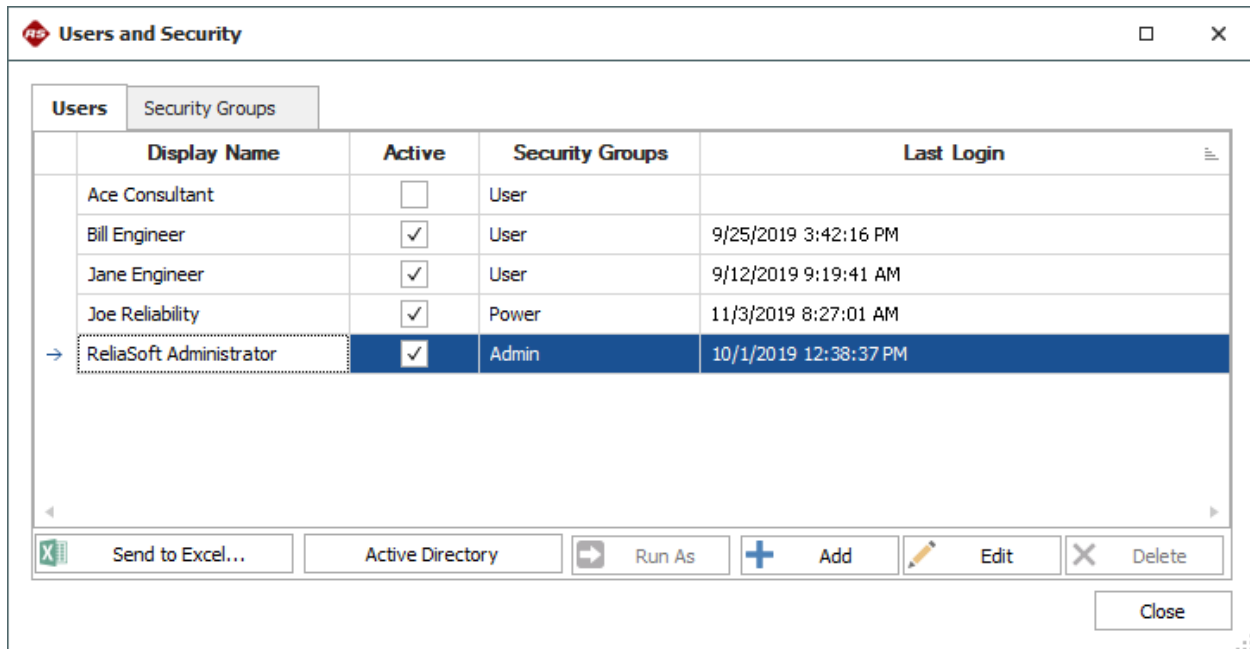 RS Users and Security
Users Security Groups
Display Name Active Security Groups Last Login
Ace Consultant User
Bill Engineer User 9/25/2019 3:42:16 PM
Jane Engineer User 9/12/2019 9:19:41 AM
Joe Reliability Power 11/3/2019 8:27:01 AM
ReliaSoft Administrator Admin 10/1/2019 12:38:37 PM
Send to Excel... Active Directory Run As Add Edit Delete
Close